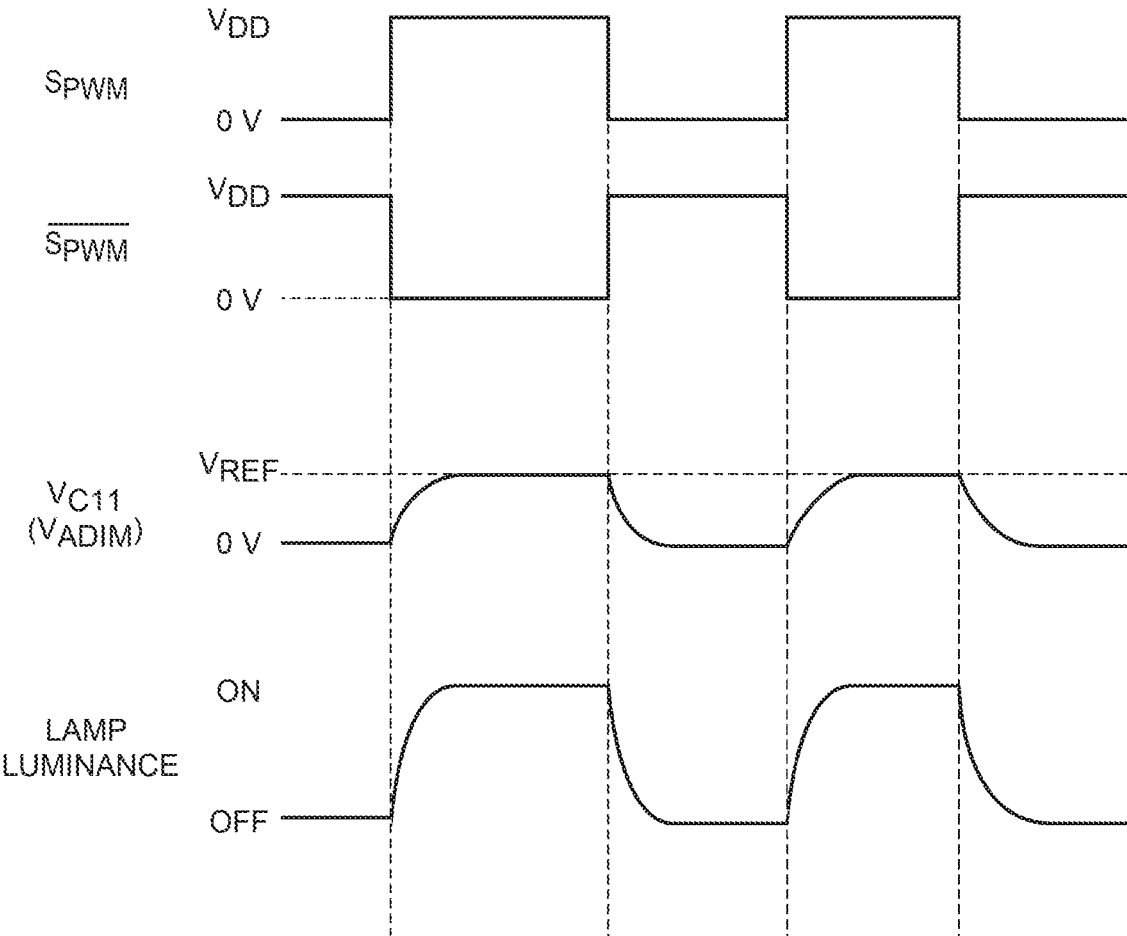 VDD
SPWM
0 V
VDD
SPWM
0 V
VREF
VC11
(VADIM)
0 V
ON
LAMP
LUMINANCE
OFF